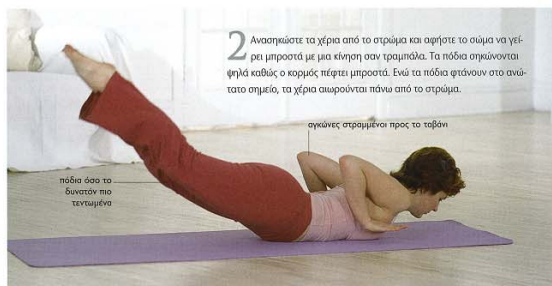 2 Ανασηκώστε τα χέρια από το στρώμα και αφήστε το σώμα να γεί-
ρει μπροστά με μια κίνηση σαν τραμπάλα. Τα πόδια σηκώνονται
ψηλά καθώς ο κορμός πέφτει μπροστά. Ενώ τα πόδια φτάνουν στο ανώ-
τατο σημείο, τα χέρια αιωρούνται πάνω από το στρώμα.
αγκώνες στραμμένοι προς το ταβάνι
πόδια όσο το
δυνατόν πιο
τεντωμένα